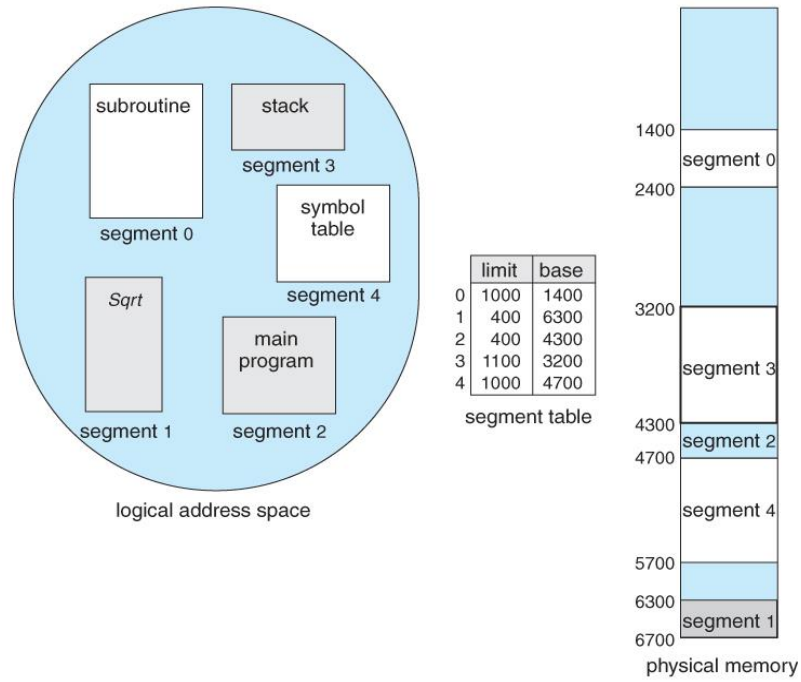 subroutine
segment 0
stack
segment 3
symbol
table
segment 4
Sqrt
segment 1
main
program
segment 2
logical address space
limit base
0 1000 1400
1 400 6300
2 400 4300
3 1100 3200
4 1000 4700
segment table
1400
segment 0
2400
3200
segment 3
4300
segment 2
4700
segment 4
5700
6300
segment 1
6700
physical memory